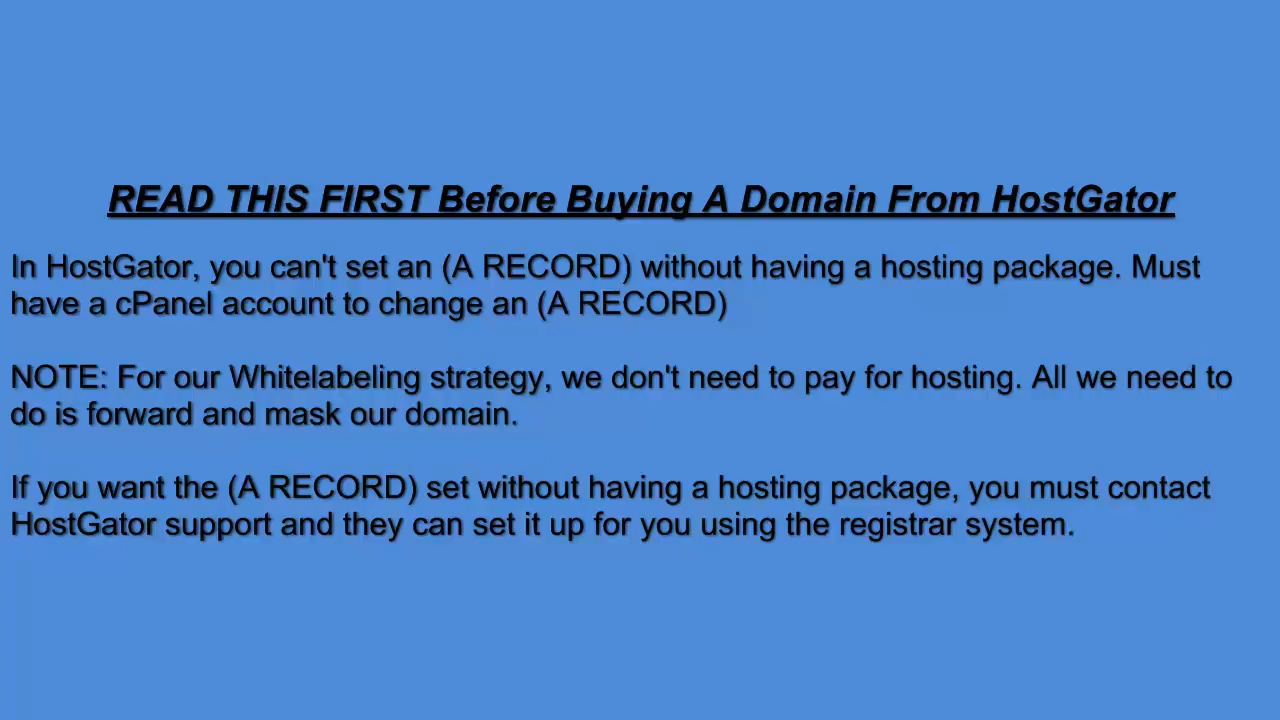 READ THIS FIRST Before Buying A Domain From HostGator
In HostGator, you can't set an (A RECORD) without having a hosting package. Must
have a cPanel account to change an (A RECORD)
NOTE: For our Whitelabeling strategy, we don't need to pay for hosting. All we need to
do is forward and mask our domain.
If you want the (A RECORD) set without having a hosting package, you must contact
HostGator support and they can set it up for you using the registrar system.